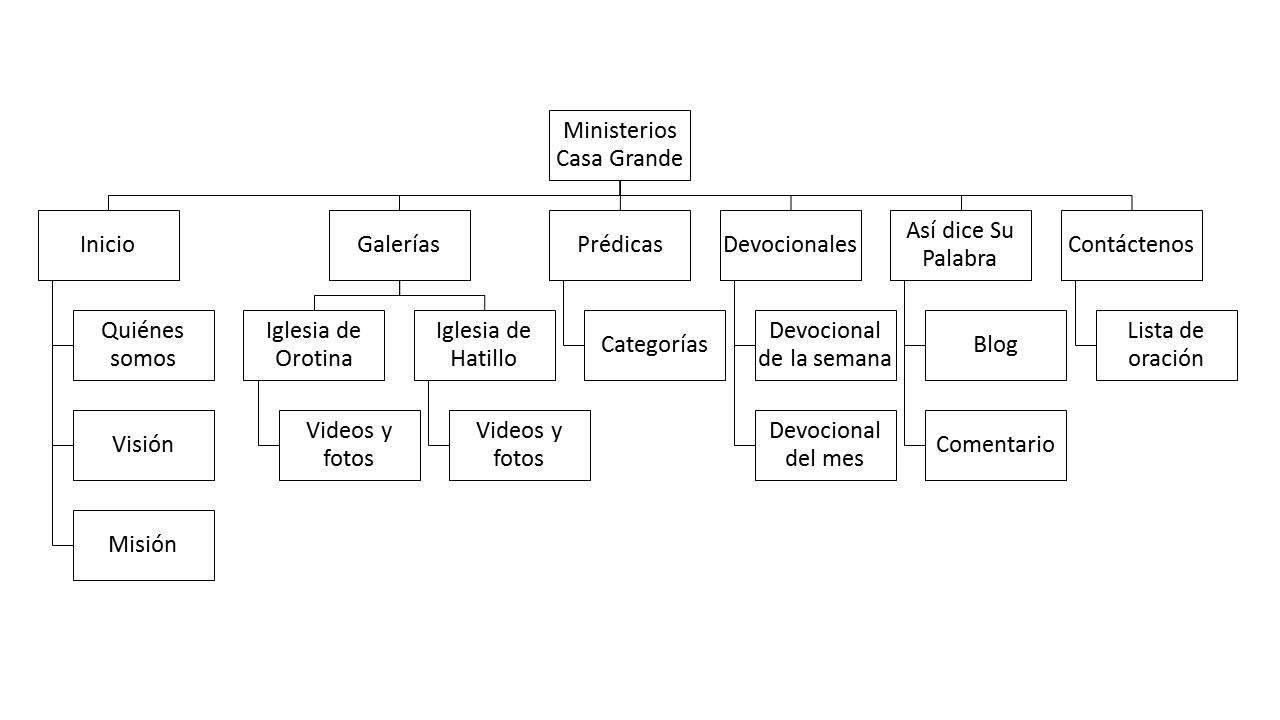 Ministerios
Casa Grande
Inicio
Galerías
Prédicas
Devocionales
Así dice Su
Palabra
Contáctenos
Quiénes
somos
Iglesia de
Orotina
Iglesia de
Hatillo
Categorías
Devocional
de la semana
Blog
Lista de
oración
Visión
Videos y
fotos
Videos y
fotos
Devocional
del mes
Comentario
Misión